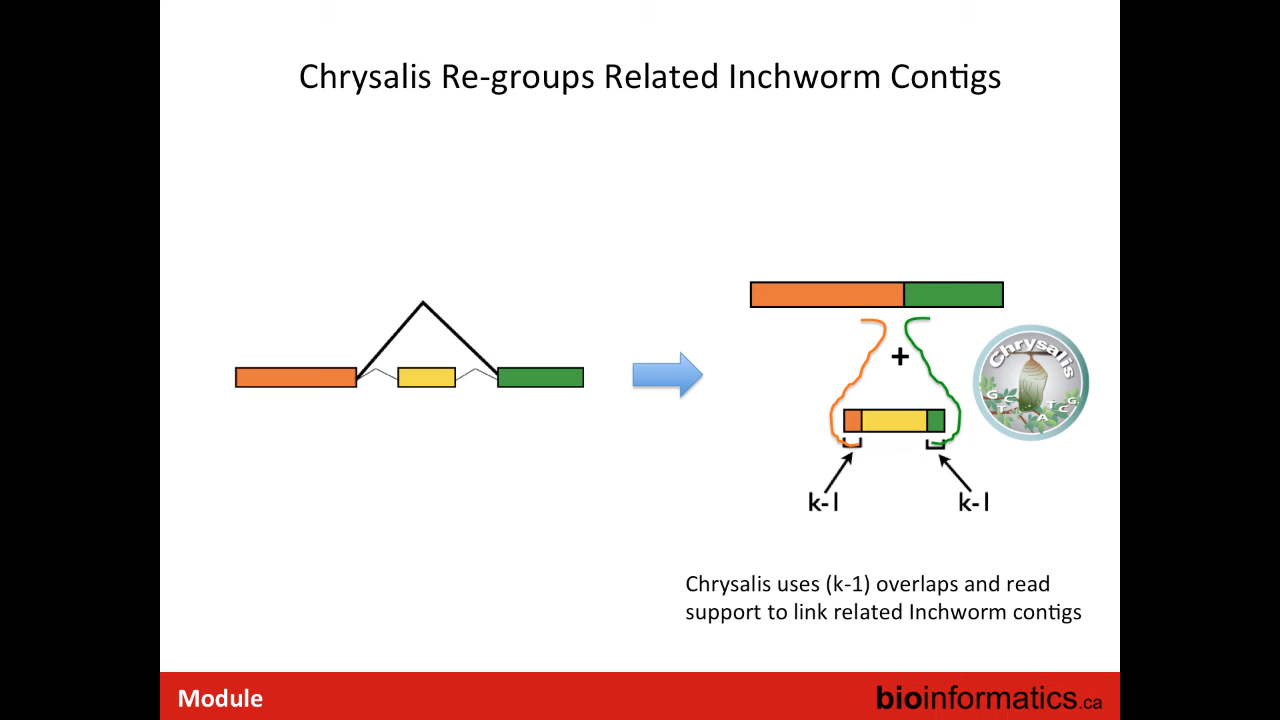 Chrysalis Re-groups Related Inchworm Contigs
+
Chrysalis
G C T T C G A
k-1
k-1
Chrysalis uses (k-1) overlaps and read
support to link related Inchworm contigs
Module
bioinformatics.ca